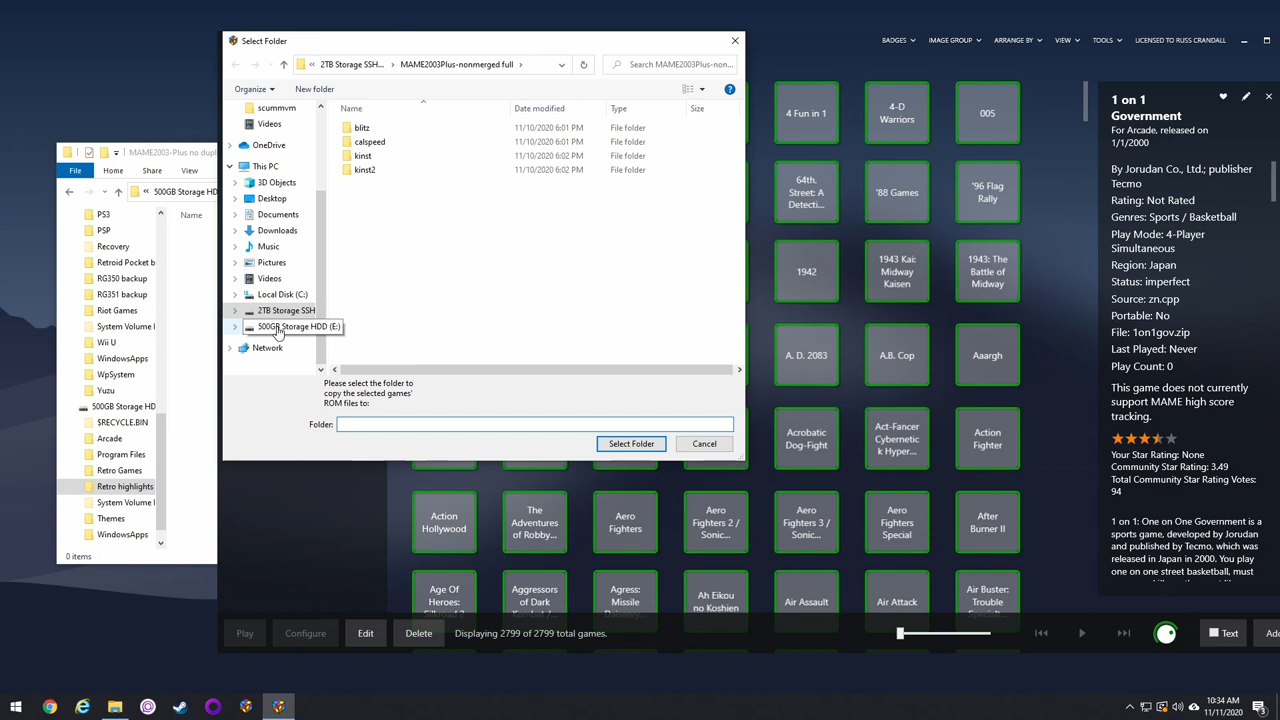 Select Folder
BADGES IMAGE GROUP ARRANGE BY VIEW TOOLS LICENSED TO RUSS CRANDALL
« 2TB Storage SSH... › MAME2003Plus-nonmerged full ›
Search MAME2003Plus-non...
Organize
New folder
scummvm
Videos
OneDrive
This PC
3D Objects
Desktop
Documents
Downloads
Music
Pictures
Videos
Local Disk (C:)
2TB Storage SSH
500GB Storage HDD (E:)
Network
Name
Date modified
Type
Size
blitz 11/10/2020 6:01 PM File folder
calspeed 11/10/2020 6:01 PM File folder
kinst 11/10/2020 6:02 PM File folder
kinst2 11/10/2020 6:02 PM File folder
Please select the folder to
copy the selected games'
ROM files to:
Folder:
Select Folder
Cancel
MAME2003-Plus no dupl
File Home Share View
« 500GB Storage HD
Name
PS3
PSP
Recovery
Retroid Pocket b
RG350 backup
RG351 backup
Riot Games
System Volume I
Wii U
WindowsApps
WpSystem
Yuzu
500GB Storage HD
$RECYCLE.BIN
Arcade
Program Files
Retro Games
Retro highlights
System Volume I
Themes
WindowsApps
0 items
4 Fun in 1
4-D
Warriors
005
64th.
Street: A
Detecti...
'88 Games
'96 Flag
Rally
1942
1943 Kai:
Midway
Kaisen
1943: The
Battle of
Midway
A. D. 2083
A.B. Cop
Aaargh
Acrobatic
Dog-Fight
Act-Fancer
Cybernetic
k Hyper...
Action
Fighter
Action
Hollywood
The
Adventures
of Robby...
Aero
Fighters
Aero
Fighters 2 /
Sonic...
Aero
Fighters 3 /
Sonic...
Aero
Fighters
Special
After
Burner II
Age Of
Heroes:
Aggressors
of Dark
Agress:
Missile
Ah Eikou
no Koshien
Air Assault
Air Attack
Air Buster:
Trouble
1 on 1
Government
For Arcade, released on
1/1/2000
By Jorudan Co., Ltd.; publisher
Tecmo
Rating: Not Rated
Genres: Sports / Basketball
Play Mode: 4-Player
Simultaneous
Region: Japan
Status: imperfect
Source: zn.cpp
Portable: No
File: 1on1gov.zip
Last Played: Never
Play Count: 0
This game does not currently
support MAME high score
tracking.
Your Star Rating: None
Community Star Rating: 3.49
Total Community Star Rating Votes:
94
1 on 1: One on One Government is a
sports game, developed by Jorudan
and published by Tecmo, which was
released in Japan in 2000. You play
one on one street basketball, must
Play Configure Edit Delete Displaying 2799 of 2799 total games. Text
10:34 AM
11/11/2020